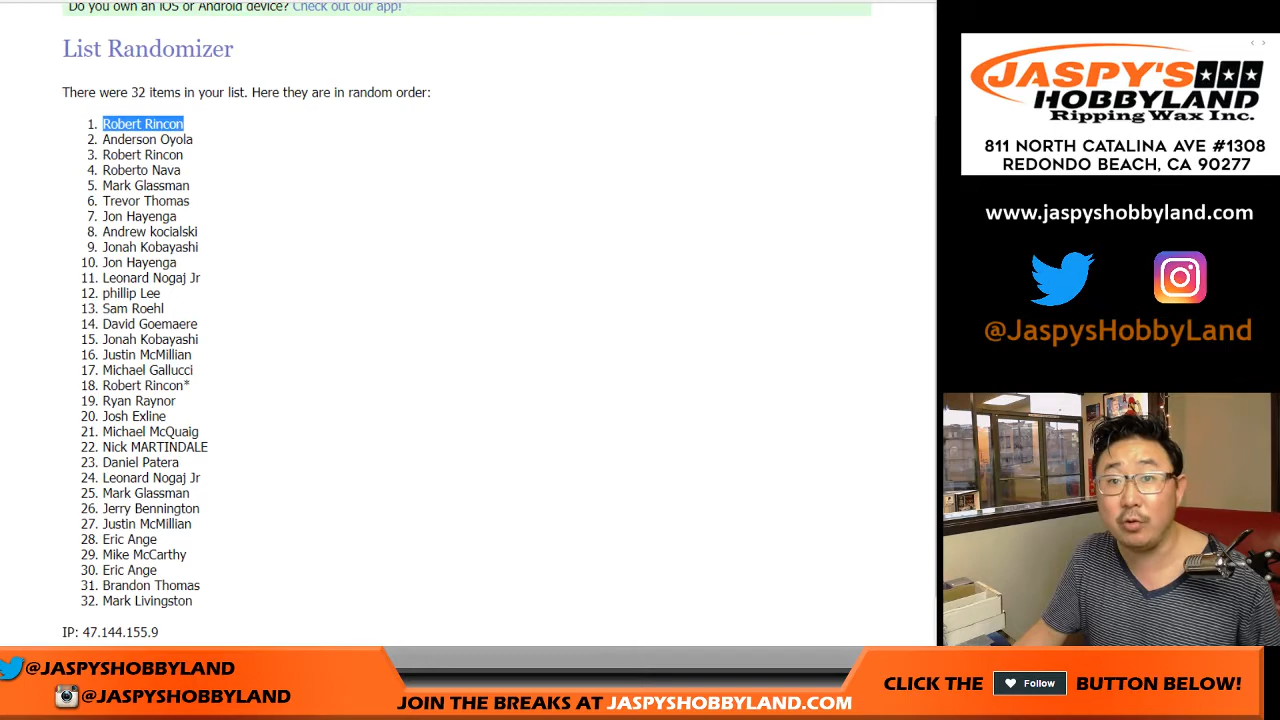 Do you own an iOS or Android device? Check out our app!
List Randomizer
There were 32 items in your list. Here they are in random order:
1. Robert Rincon
2. Anderson Oyola
3. Robert Rincon
4. Roberto Nava
5. Mark Glassman
6. Trevor Thomas
7. Jon Hayenga
8. Andrew kocialski
9. Jonah Kobayashi
10. Jon Hayenga
11. Leonard Nogaj Jr
12. phillip Lee
13. Sam Roehl
14. David Goemaere
15. Jonah Kobayashi
16. Justin McMillian
17. Michael Gallucci
18. Robert Rincon*
19. Ryan Raynor
20. Josh Exline
21. Michael McQuaig
22. Nick MARTINDALE
23. Daniel Patera
24. Leonard Nogaj Jr
25. Mark Glassman
26. Jerry Bennington
27. Justin McMillian
28. Eric Ange
29. Mike McCarthy
30. Eric Ange
31. Brandon Thomas
32. Mark Livingston
IP: 47.144.155.9
JASPY'S
HOBBYLAND
Ripping Wax Inc.
811 NORTH CATALINA AVE #1308
REDONDO BEACH, CA 90277
www.jaspyshobbyland.com
@JaspysHobbyLand
@JASPYSHOBBYLAND
@JASPYSHOBBYLAND
JOIN THE BREAKS AT JASPYSHOBBYLAND.COM
CLICK THE Follow BUTTON BELOW!